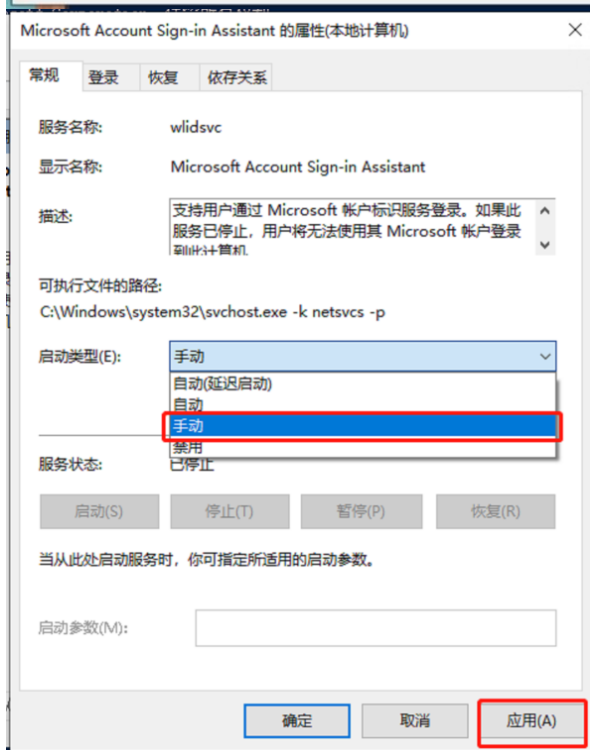 Microsoft Account Sign-in Assistant 的属性(本地计算机)
常规 登录 恢复 依存关系
服务名称: wlidsvc
显示名称: Microsoft Account Sign-in Assistant
描述: 支持用户通过 Microsoft 帐户标识服务登录。如果此
服务已停止，用户将无法使用其 Microsoft 帐户登录
到此计算机
可执行文件的路径:
C:\Windows\system32\svchost.exe -k netsvcs -p
启动类型(E): 手动
自动(延迟启动)
自动
手动
禁用
服务状态: 已停止
启动(S) 停止(T) 暂停(P) 恢复(R)
当从此处启动服务时，你可指定所适用的启动参数。
启动参数(M):
确定 取消 应用(A)